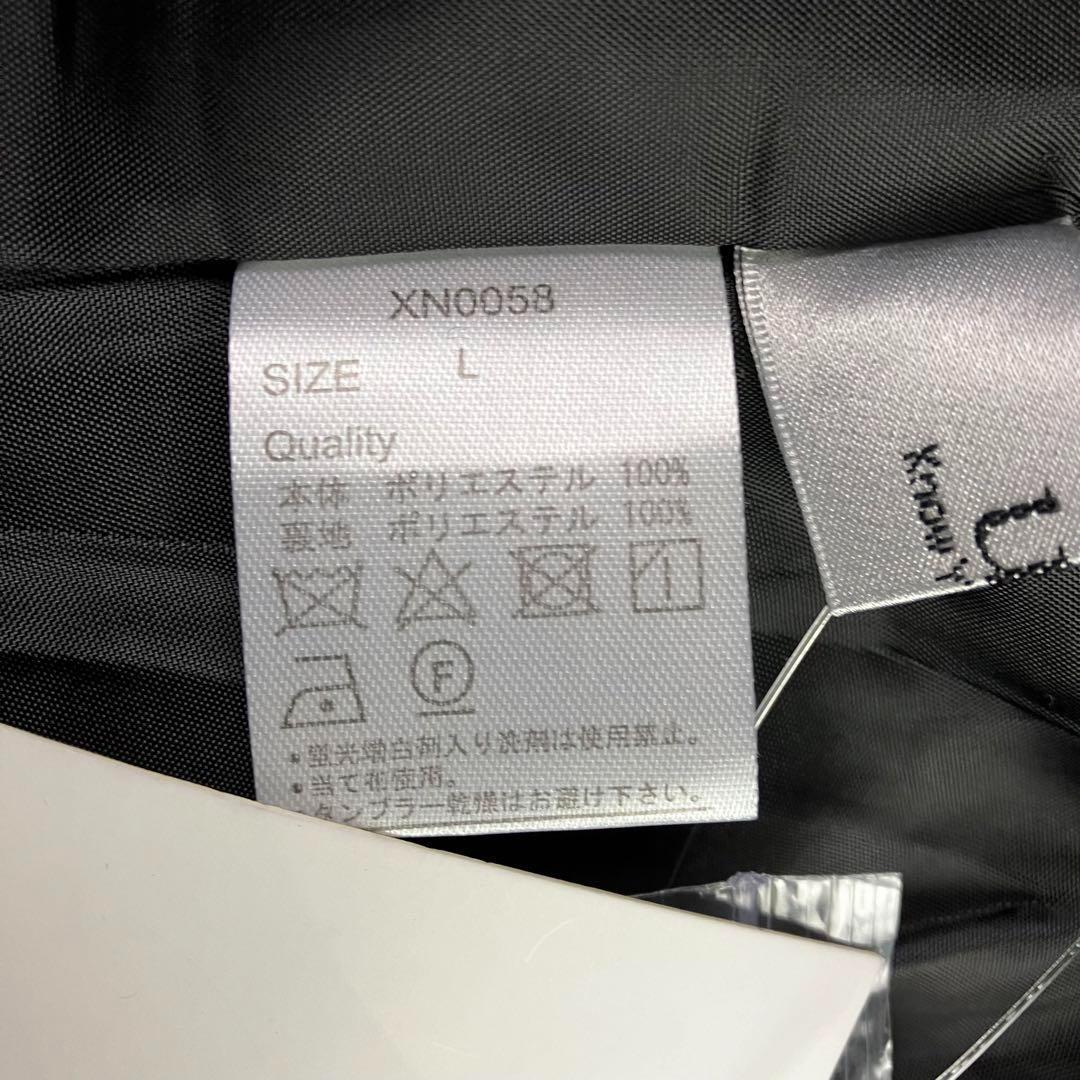 XN0058
SIZE L
Quality
本体 ポリエステル 100%
裏地 ポリエステル 100%
1
F
・蛍光増白剤入り洗剤は使用禁止。
・当て布使用。
タンブラー乾燥はお避け下さい。
Know